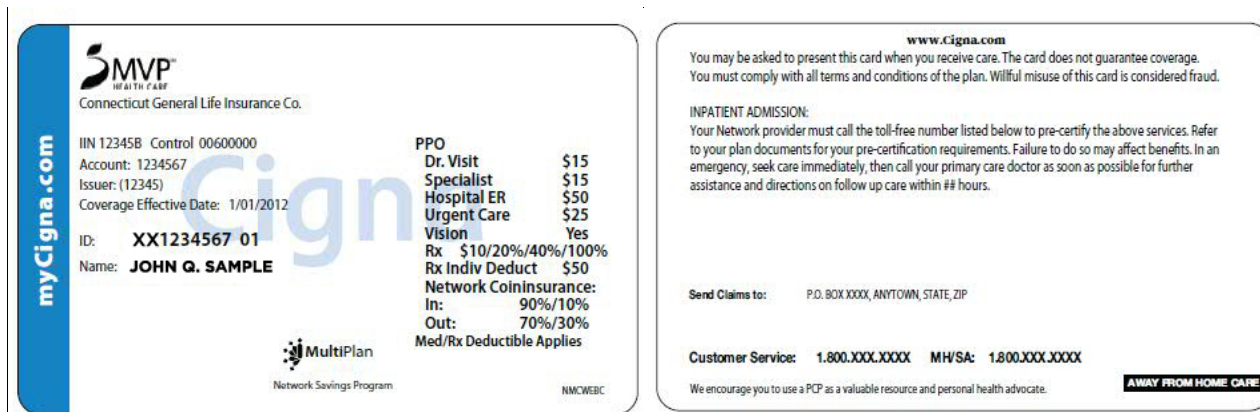 myCigna.com
MVP™
HEALTH CARE
Connecticut General Life Insurance Co.
Cigna
IIN 12345B Control 00600000
Account: 1234567
Issuer: (12345)
Coverage Effective Date: 1/01/2012
ID: XX1234567 01
Name: JOHN Q. SAMPLE
PPO
Dr. Visit $15
Specialist $15
Hospital ER $50
Urgent Care $25
Vision Yes
Rx $10/20%/40%/100%
Rx Indiv Deduct $50
Network Coininsurance:
In: 90%/10%
Out: 70%/30%
Med/Rx Deductible Applies
MultiPlan
Network Savings Program
NMCWEBC
www.Cigna.com
You may be asked to present this card when you receive care. The card does not guarantee coverage.
You must comply with all terms and conditions of the plan. Willful misuse of this card is considered fraud.
INPATIENT ADMISSION:
Your Network provider must call the toll-free number listed below to pre-certify the above services. Refer
to your plan documents for your pre-certification requirements. Failure to do so may affect benefits. In an
emergency, seek care immediately, then call your primary care doctor as soon as possible for further
assistance and directions on follow up care within ## hours.
Send Claims to: P.O. BOX XXXX, ANYTOWN, STATE, ZIP
Customer Service: 1.800.XXX.XXXX MH/SA: 1.800.XXX.XXXX
We encourage you to use a PCP as a valuable resource and personal health advocate.
AWAY FROM HOME CARE